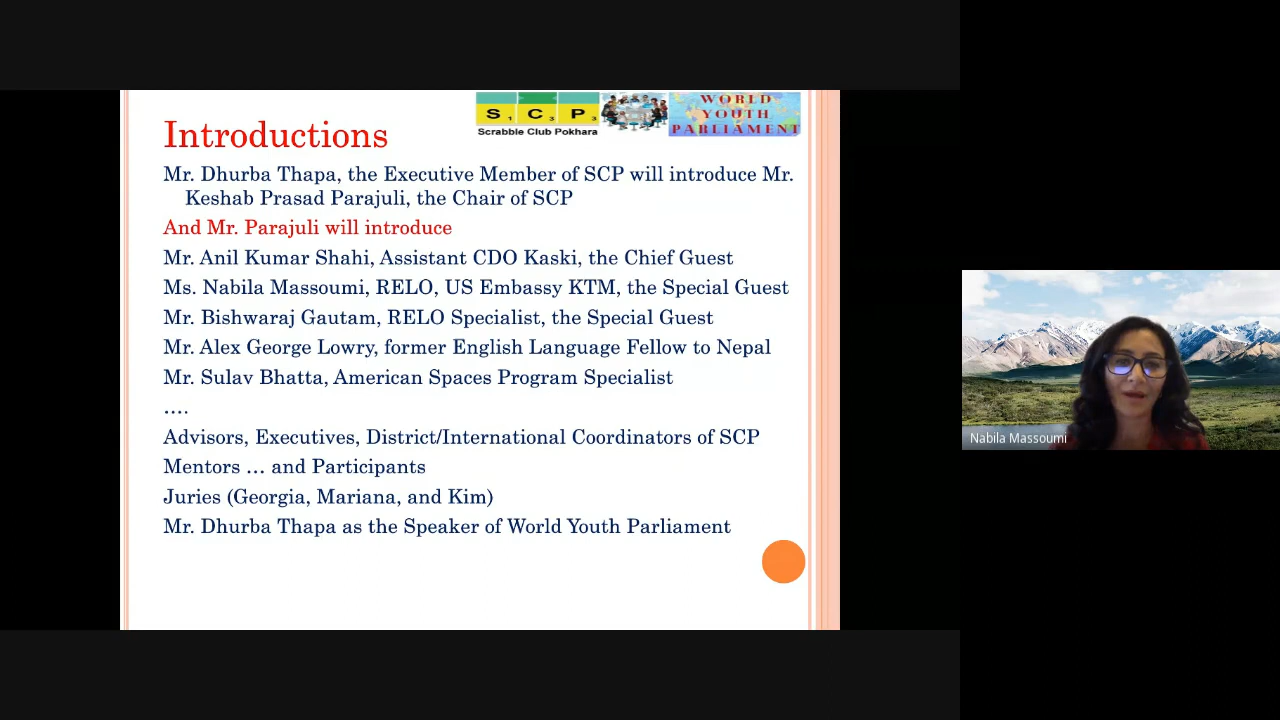 S1 C3 P3
Scrabble Club Pokhara
WORLD
YOUTH
PARLIAMENT
Introductions
Mr. Dhurba Thapa, the Executive Member of SCP will introduce Mr.
Keshab Prasad Parajuli, the Chair of SCP
And Mr. Parajuli will introduce
Mr. Anil Kumar Shahi, Assistant CDO Kaski, the Chief Guest
Ms. Nabila Massoumi, RELO, US Embassy KTM, the Special Guest
Mr. Bishwaraj Gautam, RELO Specialist, the Special Guest
Mr. Alex George Lowry, former English Language Fellow to Nepal
Mr. Sulav Bhatta, American Spaces Program Specialist
....
Advisors, Executives, District/International Coordinators of SCP
Mentors … and Participants
Juries (Georgia, Mariana, and Kim)
Mr. Dhurba Thapa as the Speaker of World Youth Parliament
Nabila Massoumi